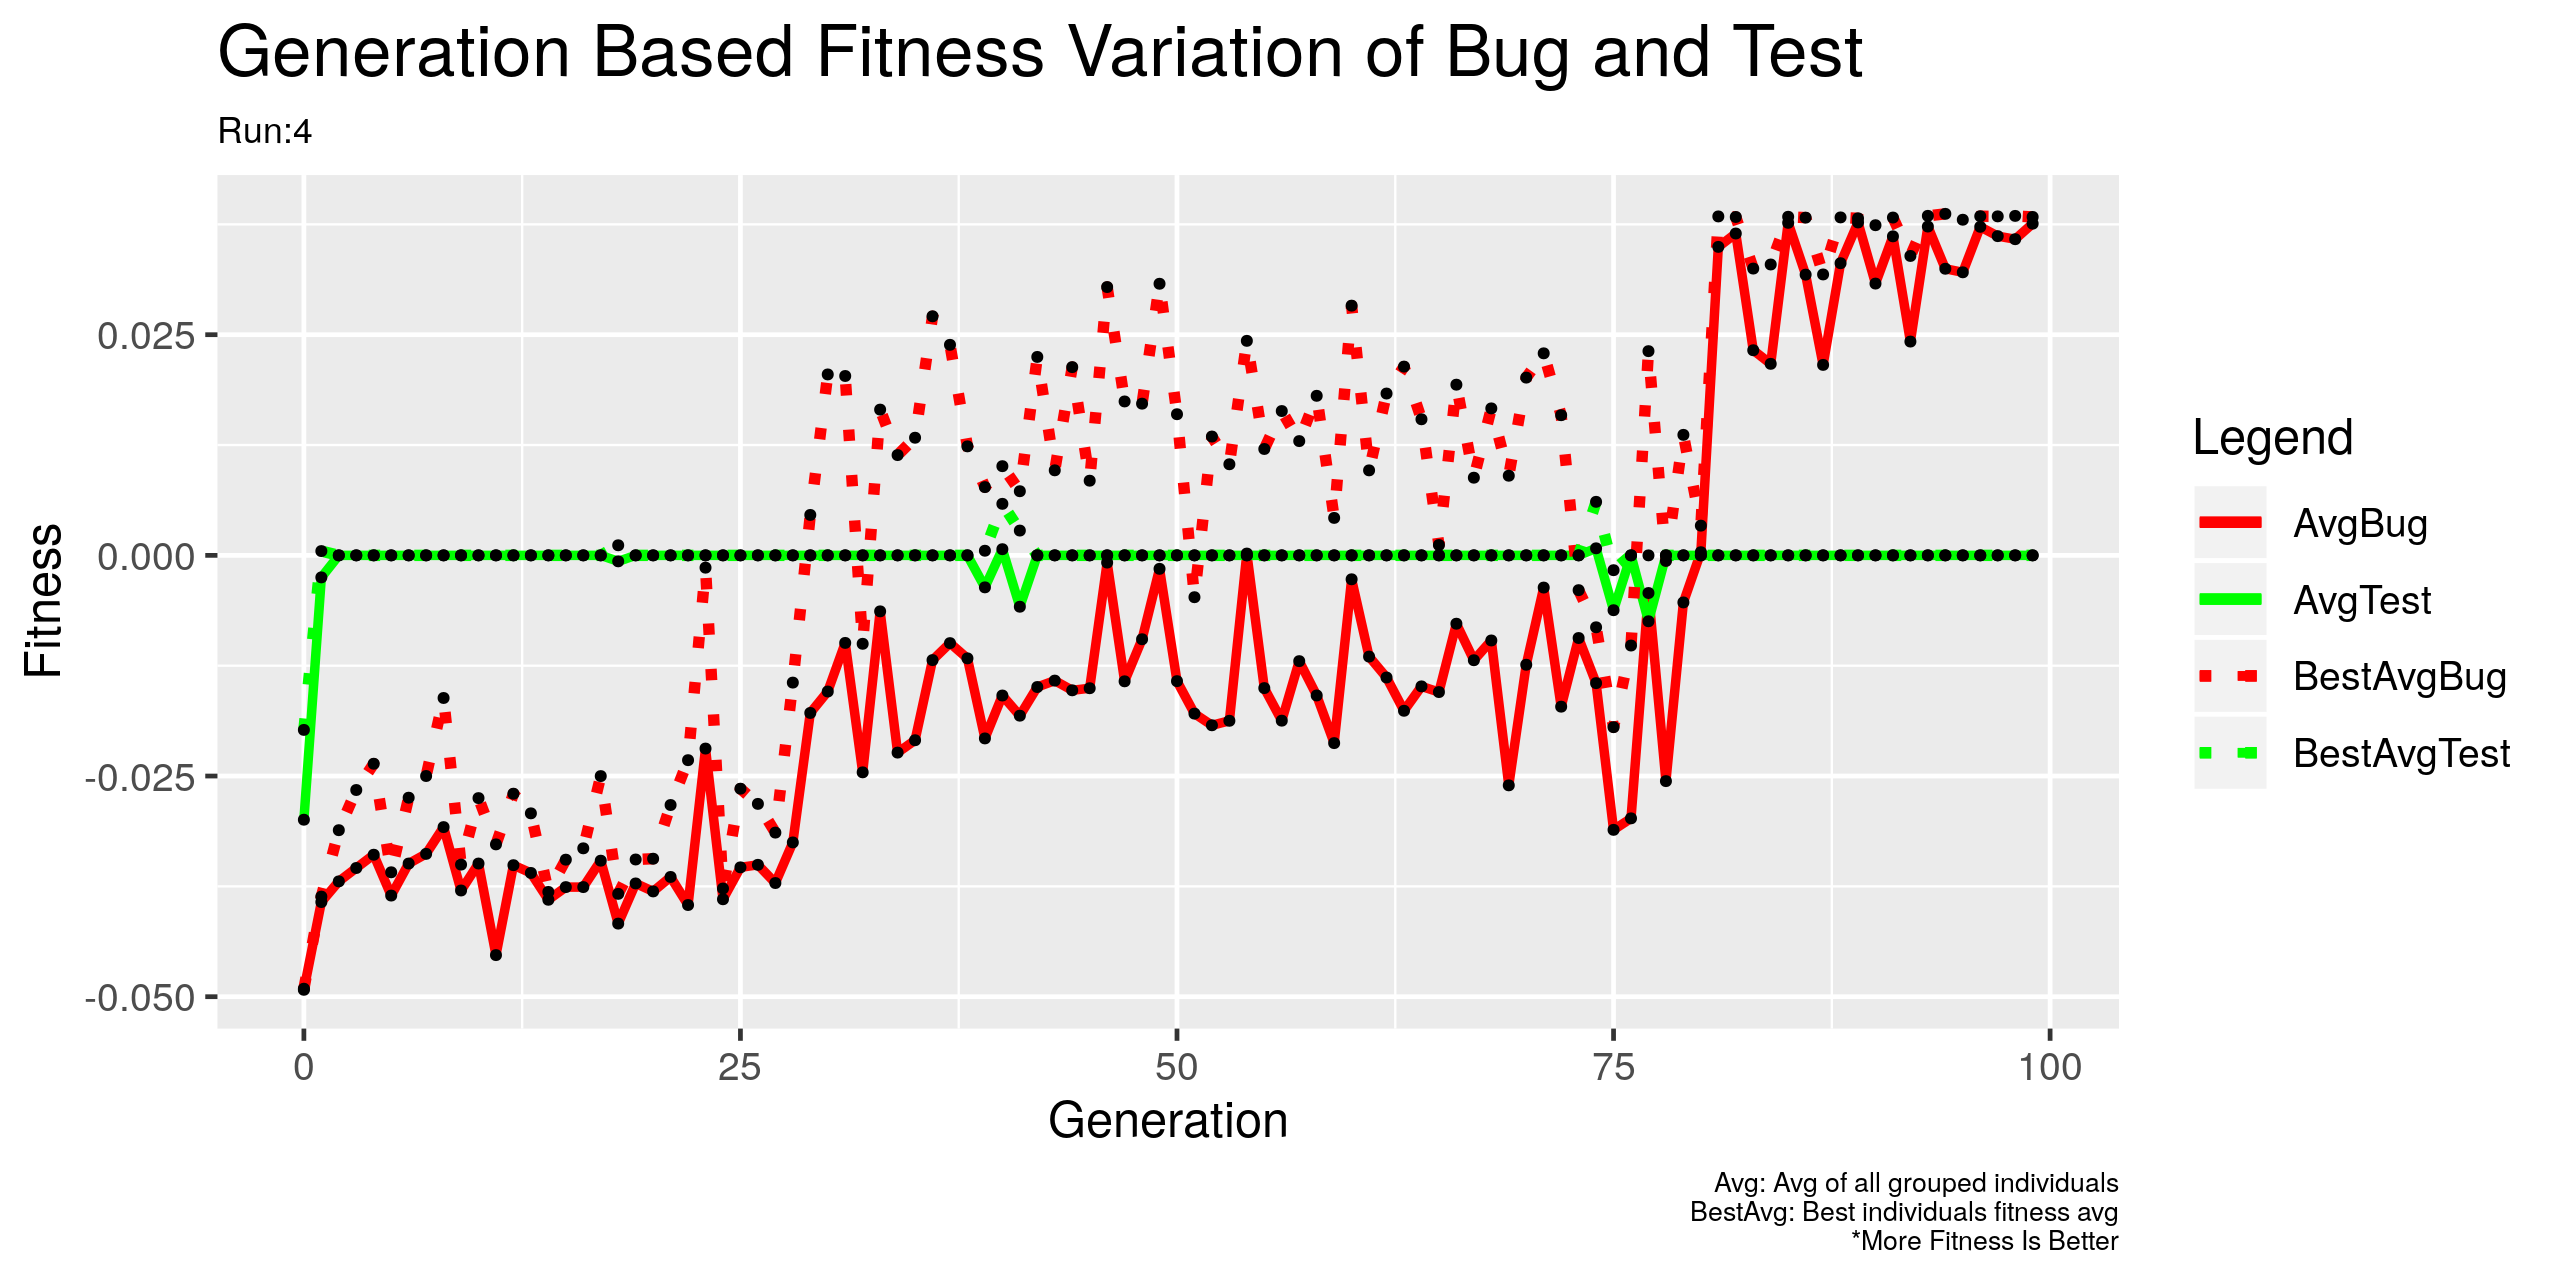 Generation Based Fitness Variation of Bug and Test
Run:4
Fitness
0.025
0.000
-0.025
-0.050
0
25
50
75
100
Generation
Legend
AvgBug
AvgTest
BestAvgBug
BestAvgTest
Avg: Avg of all grouped individuals
BestAvg: Best individuals fitness avg
*More Fitness Is Better